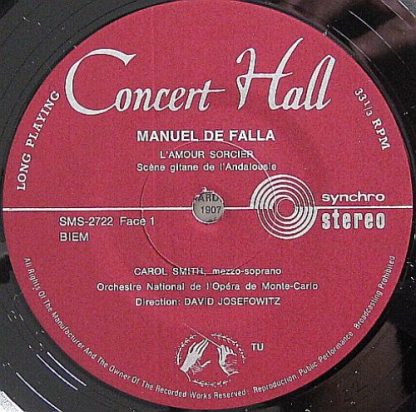 Concert Hall
LONG PLAYING
33 1/3 RPM
MANUEL DE FALLA
L'AMOUR SORCIER
Scène gitane de l'Andalousie
1907
synchro
stereo
SMS-2722 Face 1
BIEM
CAROL SMITH, mezzo-soprano
Orchestre National de l'Opéra de Monte-Carlo
Direction: DAVID JOSEFOWITZ
TU
All Rights Of The Manufacturer And The Owner Of The Recorded Works Reserved · Reproduction, Public Performance, Broadcasting Prohibited